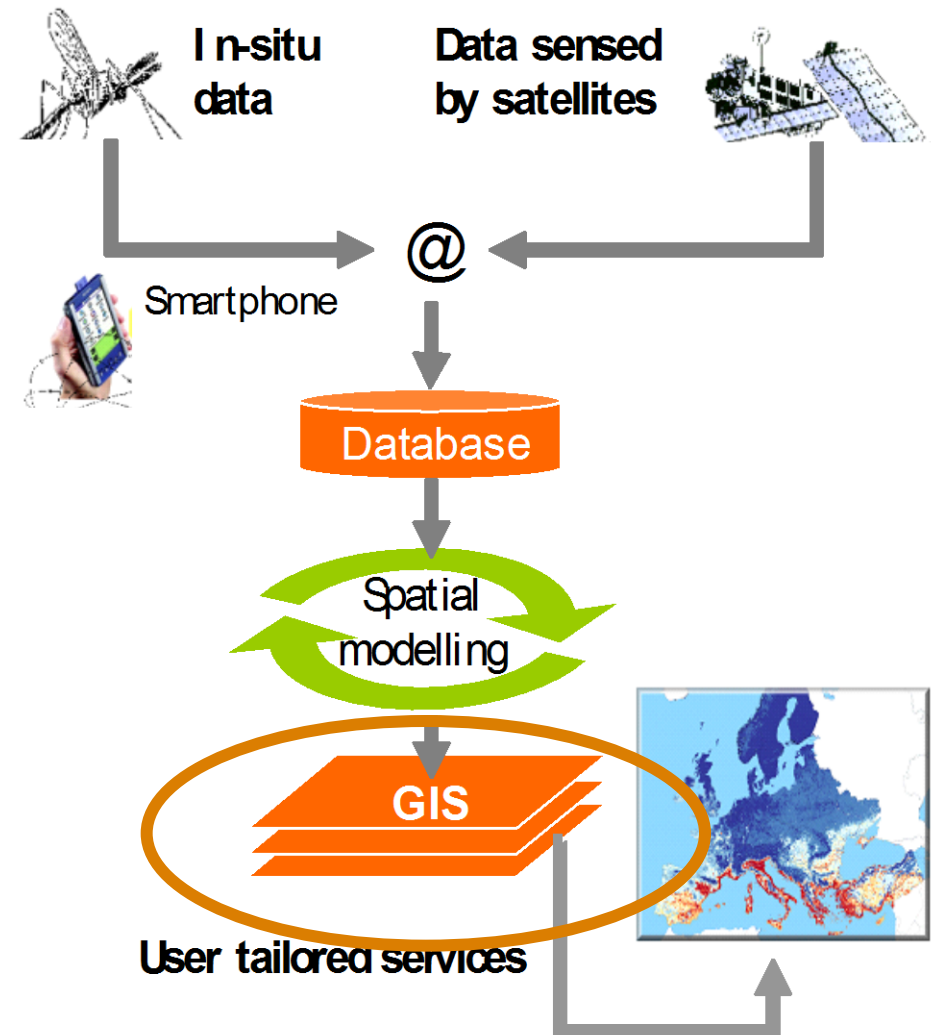 In-situ
data
Data sensed
by satellites
@
Smartphone
Database
Spatial
modelling
GIS
User tailored services